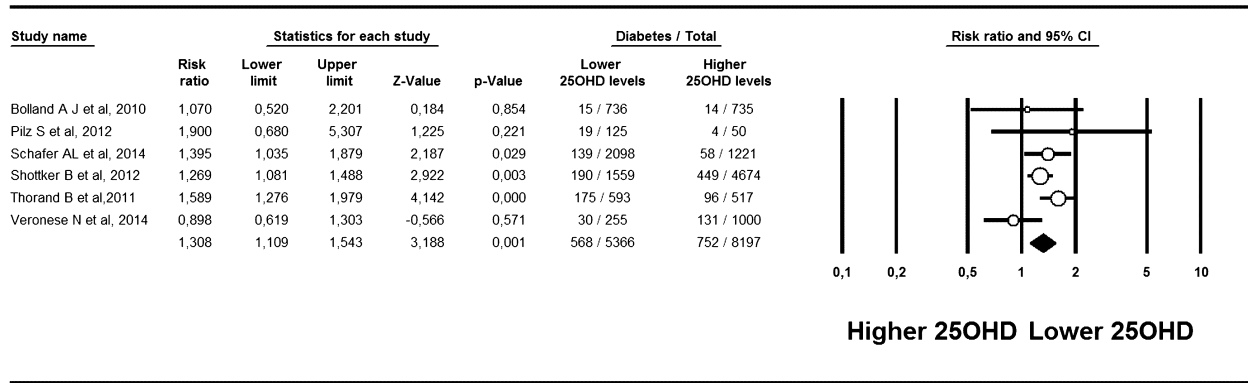 Study name Statistics for each study Diabetes / Total Risk ratio and 95% CI
Risk Lower Upper Lower Higher
ratio limit limit Z-Value p-Value 25OHD levels 25OHD levels
Bolland A J et al, 2010 1,070 0,520 2,201 0,184 0,854 15 / 736 14 / 735
Pilz S et al, 2012 1,900 0,680 5,307 1,225 0,221 19 / 125 4 / 50
Schafer AL et al, 2014 1,395 1,035 1,879 2,187 0,029 139 / 2098 58 / 1221
Shottker B et al, 2012 1,269 1,081 1,488 2,922 0,003 190 / 1559 449 / 4674
Thorand B et al,2011 1,589 1,276 1,979 4,142 0,000 175 / 593 96 / 517
Veronese N et al, 2014 0,898 0,619 1,303 -0,566 0,571 30 / 255 131 / 1000
1,308 1,109 1,543 3,188 0,001 568 / 5366 752 / 8197
0,1 0,2 0,5 1 2 5 10
Higher 25OHD Lower 25OHD